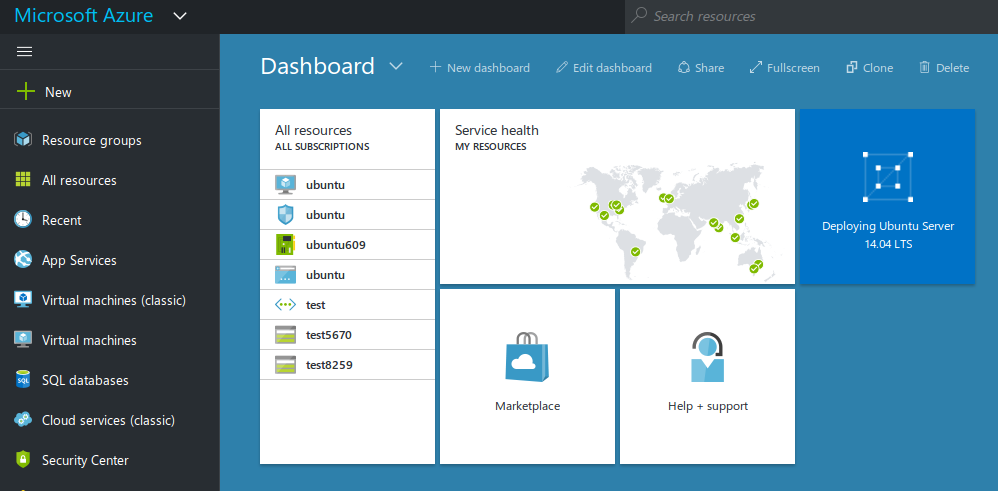 Microsoft Azure
Search resources
New
Resource groups
All resources
Recent
App Services
Virtual machines (classic)
Virtual machines
SQL
SQL databases
Cloud services (classic)
Security Center
Dashboard
New dashboard
Edit dashboard
Share
Fullscreen
Clone
Delete
All resources
ALL SUBSCRIPTIONS
ubuntu
ubuntu
ubuntu609
ubuntu
test
test5670
test8259
Service health
MY RESOURCES
Deploying Ubuntu Server
14.04 LTS
Marketplace
Help + support